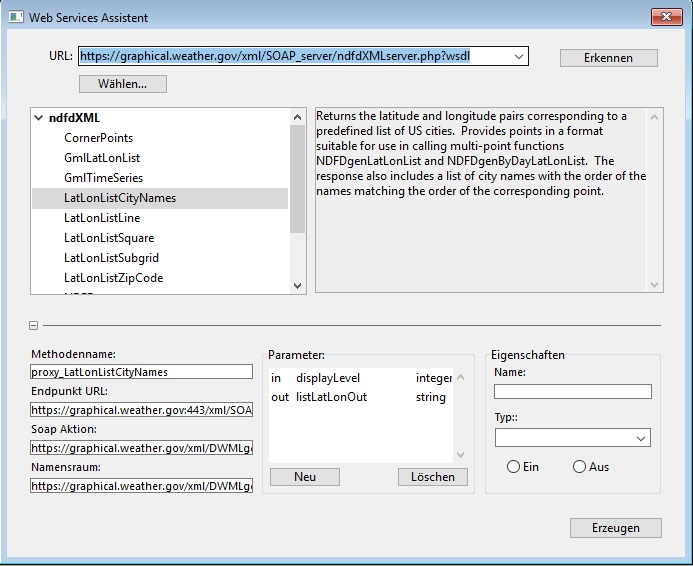 Web Services Assistent
URL: https://graphical.weather.gov/xml/SOAP_server/ndfdXMLserver.php?wsdl
Erkennen
Wählen...
ndfdXML
CornerPoints
GmlLatLonList
GmlTimeSeries
LatLonListCityNames
LatLonListLine
LatLonListSquare
LatLonListSubgrid
LatLonListZipCode
Returns the latitude and longitude pairs corresponding to a
predefined list of US cities. Provides points in a format
suitable for use in calling multi-point functions
NDFDgenLatLonList and NDFDgenByDayLatLonList. The
response also includes a list of city names with the order of the
names matching the order of the corresponding point.
Methodenname:
proxy_LatLonListCityNames
Endpunkt URL:
https://graphical.weather.gov:443/xml/SOA
Soap Aktion:
https://graphical.weather.gov/xml/DWMLg
Namensraum:
https://graphical.weather.gov/xml/DWMLg
Parameter:
in displayLevel integer
out listLatLonOut string
Neu
Löschen
Eigenschaften
Name:
Typ::
Ein
Aus
Erzeugen